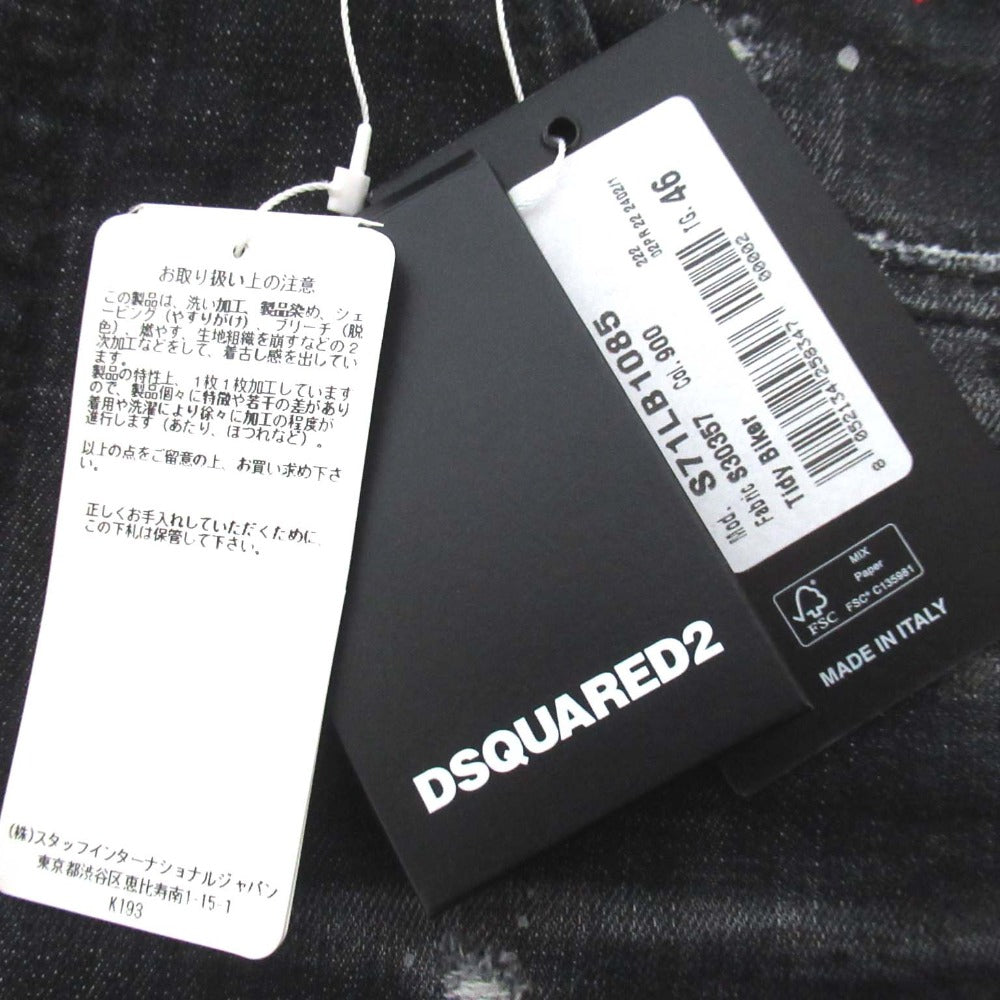 お取り扱い上の注意
この製品は、洗い加工、製品染め、シェ
ービング（やすりがけ）、ブリーチ（脱
色）、燃やす、生地組織を崩すなどの２
次加工などをして、着古し感を出してい
ます。
製品の特性上、１枚１枚加工しています
ので、製品個々に特徴や若干の差があり
着用や洗濯により徐々に加工の程度が
進行します（あたり、ほつれなど）。
以上の点をご留意の上、お買い求め下さ
い。
正しくお手入れしていただくために、
この下札は保管して下さい。
(株)スタッフインターナショナルジャパン
東京都渋谷区恵比寿南1-15-1
K193
DSQUARED2
222
02PR22 2402/1
TG. 46
Mod. S71LB1085
Fabric S30357 Col. 900
Tidy Biker
00002
8 052134 258347
FSC
MIX
Paper
FSC® C135981
MADE IN ITALY